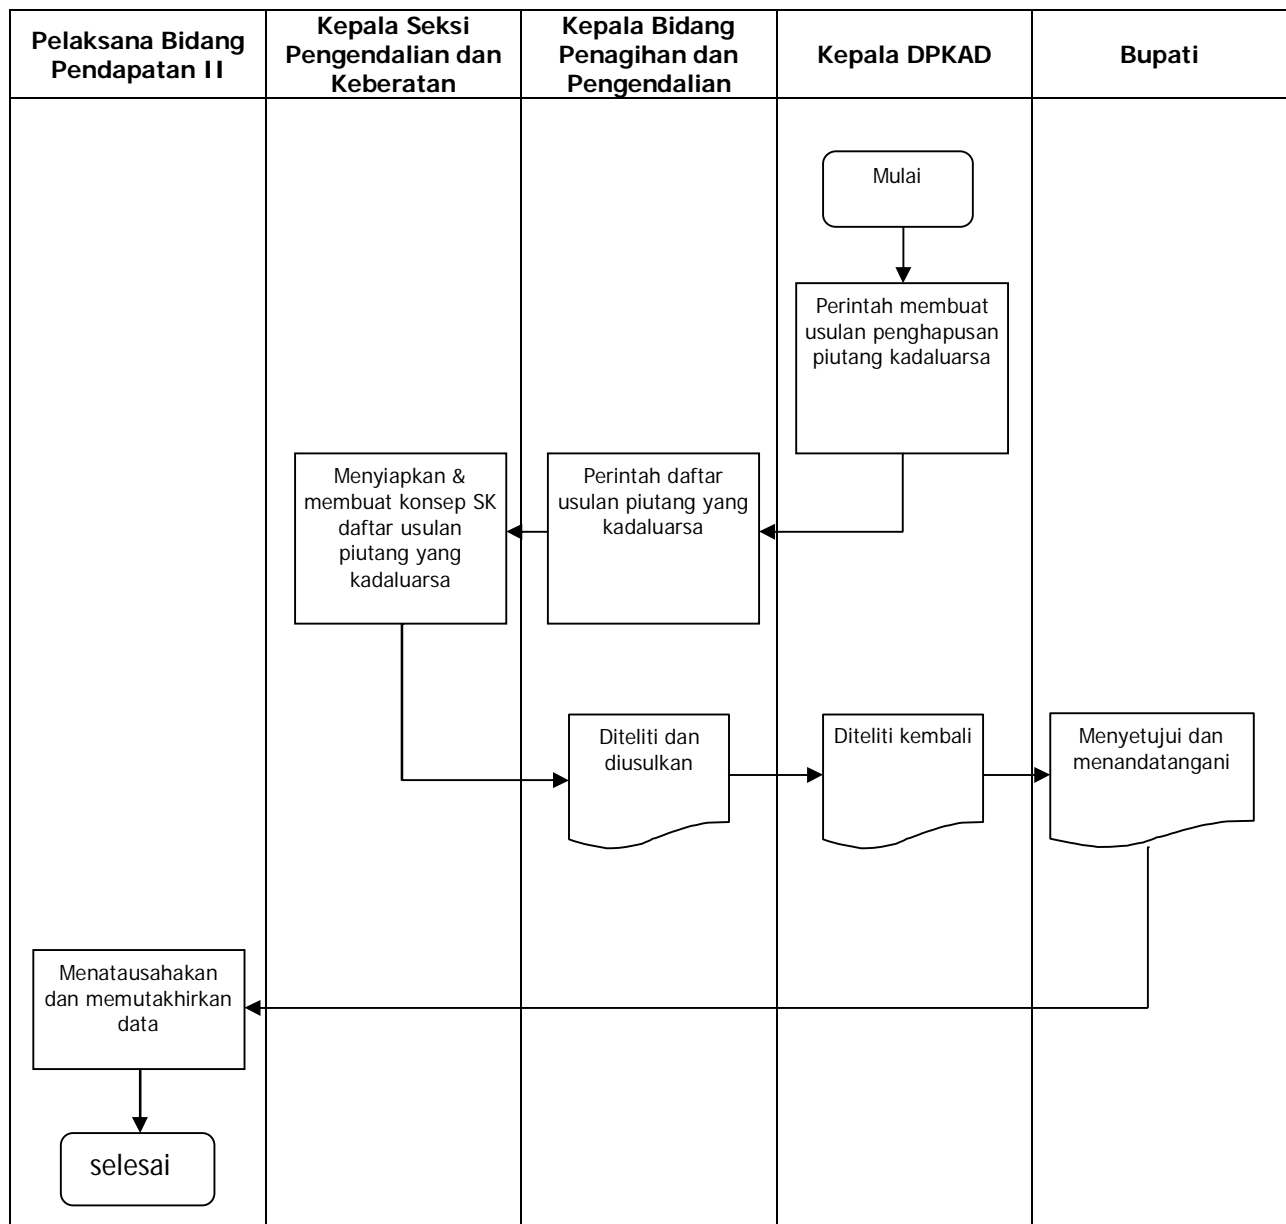 Pelaksana Bidang
Pendapatan II
Kepala Seksi
Pengendalian dan
Keberatan
Kepala Bidang
Penagihan dan
Pengendalian
Kepala DPKAD
Bupati
Mulai
Perintah membuat
usulan penghapusan
piutang kadaluarsa
Perintah daftar
usulan piutang yang
kadaluarsa
Menyiapkan &
membuat konsep SK
daftar usulan
piutang yang
kadaluarsa
Diteliti dan
diusulkan
Diteliti kembali
Menyetujui dan
menandatangani
Menatausahakan
dan memutakhirkan
data
selesai